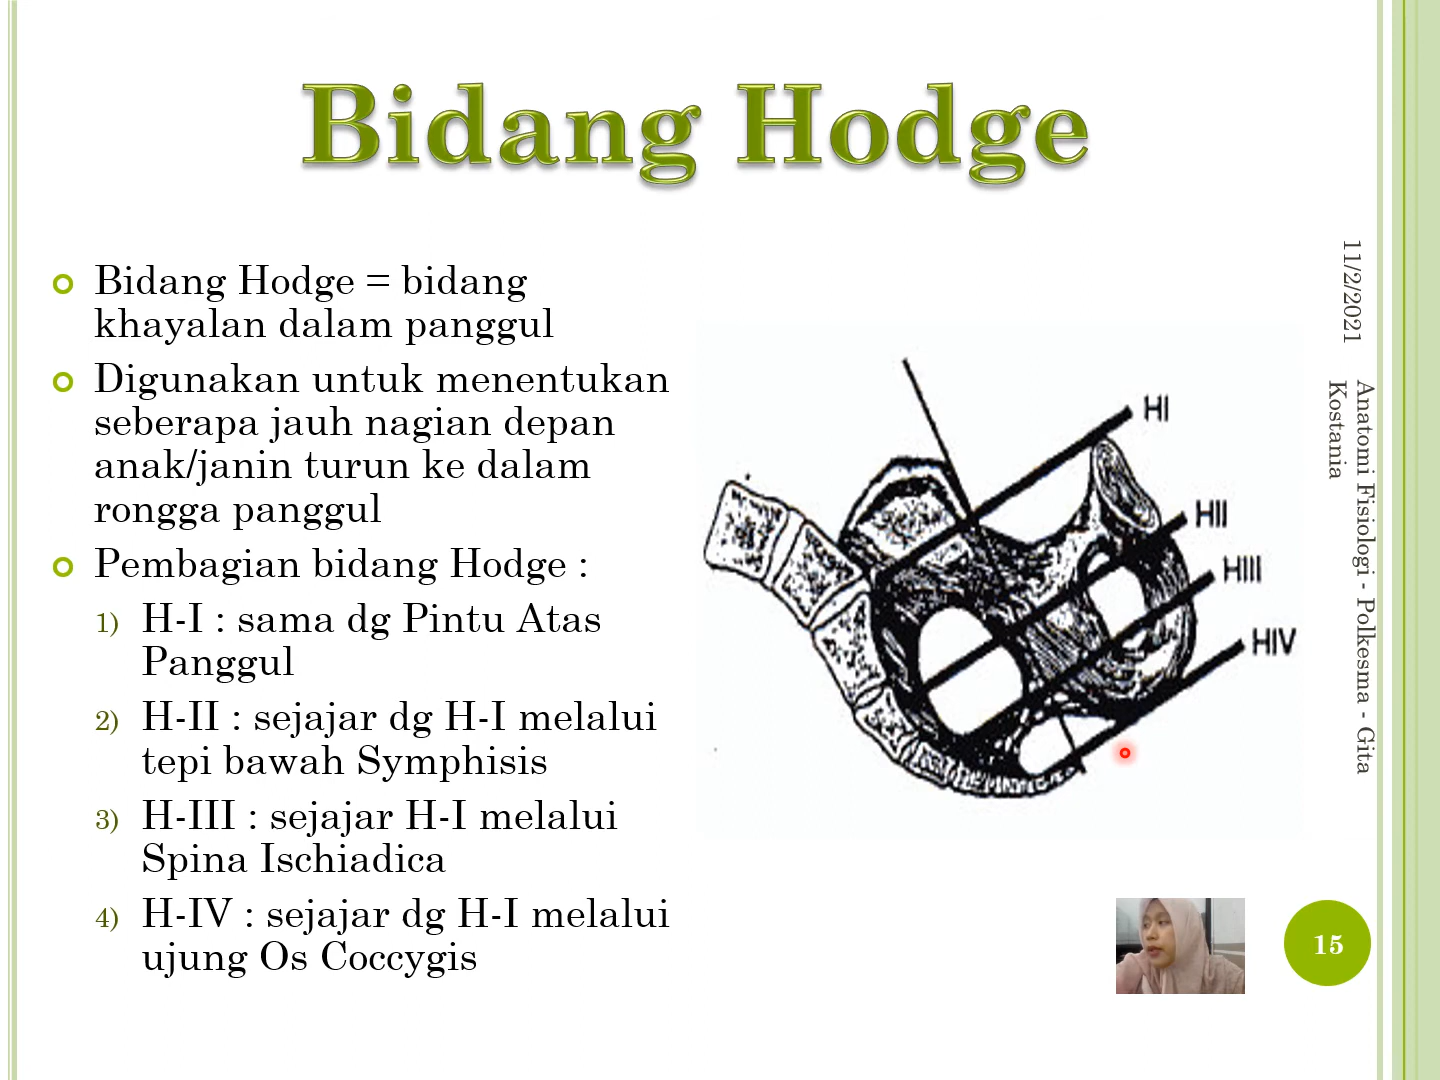 Bidang Hodge
Bidang Hodge = bidang
khayalan dalam panggul
Digunakan untuk menentukan
seberapa jauh nagian depan
anak/janin turun ke dalam
rongga panggul
Pembagian bidang Hodge :
1) H-I : sama dg Pintu Atas
Panggul
2) H-II : sejajar dg H-I melalui
tepi bawah Symphisis
3) H-III : sejajar H-I melalui
Spina Ischiadica
4) H-IV : sejajar dg H-I melalui
ujung Os Coccygis
HI
HII
HIII
HIV
11/2/2021
Anatomi Fisiologi - Polkesma - Gita
Kostania
15